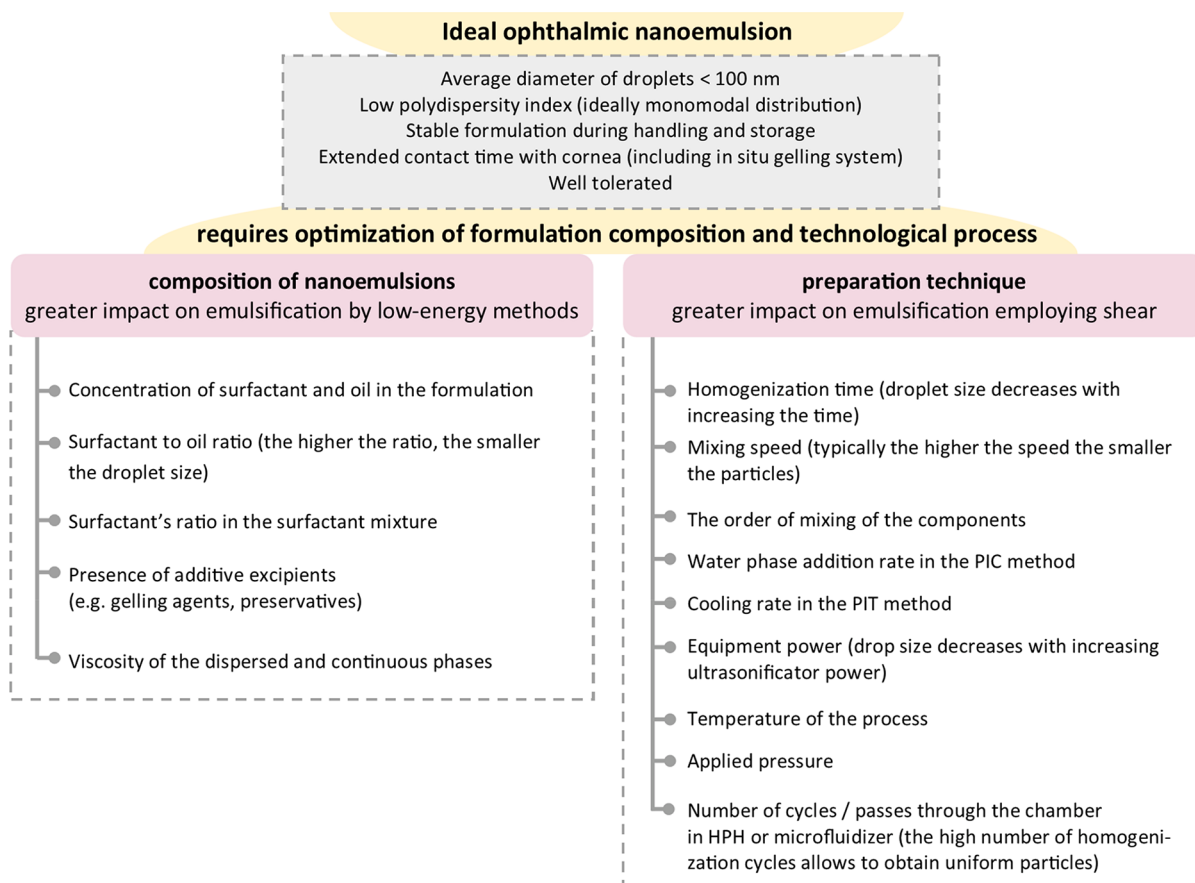 Ideal ophthalmic nanoemulsion
Average diameter of droplets < 100 nm
Low polydispersity index (ideally monomodal distribution)
Stable formulation during handling and storage
Extended contact time with cornea (including in situ gelling system)
Well tolerated
requires optimization of formulation composition and technological process
composition of nanoemulsions
greater impact on emulsification by low-energy methods
Concentration of surfactant and oil in the formulation
Surfactant to oil ratio (the higher the ratio, the smaller
the droplet size)
Surfactant's ratio in the surfactant mixture
Presence of additive excipients
(e.g. gelling agents, preservatives)
Viscosity of the dispersed and continuous phases
preparation technique
greater impact on emulsification employing shear
Homogenization time (droplet size decreases with
increasing the time)
Mixing speed (typically the higher the speed the smaller
the particles)
The order of mixing of the components
Water phase addition rate in the PIC method
Cooling rate in the PIT method
Equipment power (drop size decreases with increasing
ultrasonificator power)
Temperature of the process
Applied pressure
Number of cycles / passes through the chamber
in HPH or microfluidizer (the high number of homogeni-
zation cycles allows to obtain uniform particles)